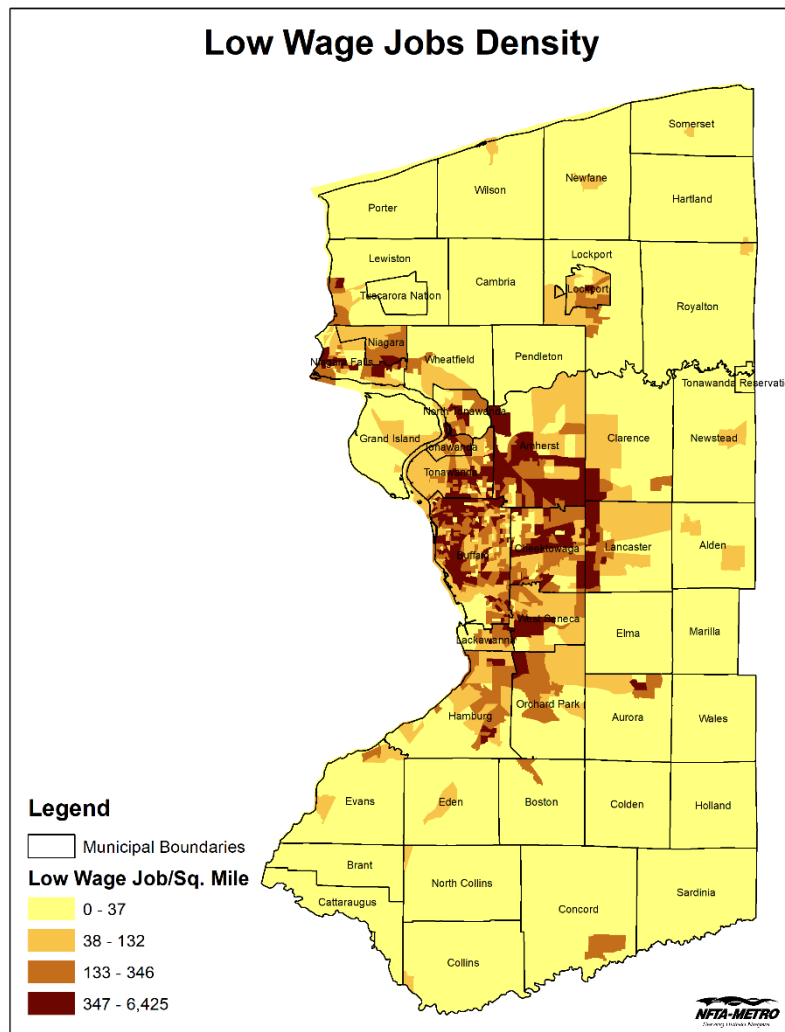 Low Wage Jobs Density
Somerset
Wilson
Newfane
Hartland
Porter
Lewiston
Lockport
Tuscarora Nation
Cambria
Lockport
Royalton
Niagara
Niagara Falls
Wheatfield
Pendleton
Tonawanda Reservati
North Tonawanda
Grand Island
Tonawanda
Amherst
Clarence
Newstead
Tonawanda
Buffalo
Cheektowaga
Lancaster
Alden
West Seneca
Lackawanna
Elma
Marilla
Hamburg
Orchard Park
Aurora
Wales
Evans
Eden
Boston
Colden
Holland
Brant
North Collins
Sardinia
Cattaraugus
Concord
Collins
Legend
Municipal Boundaries
Low Wage Job/Sq. Mile
0 - 37
38 - 132
133 - 346
347 - 6,425
NFTA-METRO